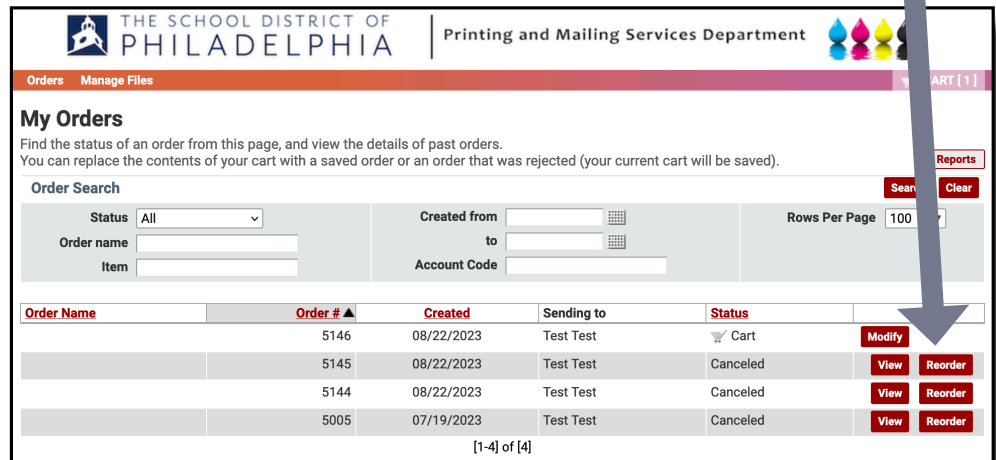 THE SCHOOL DISTRICT OF
PHILADELPHIA
Printing and Mailing Services Department
Orders Manage Files
CART [ 1 ]
My Orders
Find the status of an order from this page, and view the details of past orders.
You can replace the contents of your cart with a saved order or an order that was rejected (your current cart will be saved).
Reports
Order Search
Clear
Status All Created from Rows Per Page 100
Order name to
Item Account Code
Order Name Order # ▲ Created Sending to Status
5146 08/22/2023 Test Test Cart Modify
5145 08/22/2023 Test Test Canceled View Reorder
5144 08/22/2023 Test Test Canceled View Reorder
5005 07/19/2023 Test Test Canceled View Reorder
[1-4] of [4]